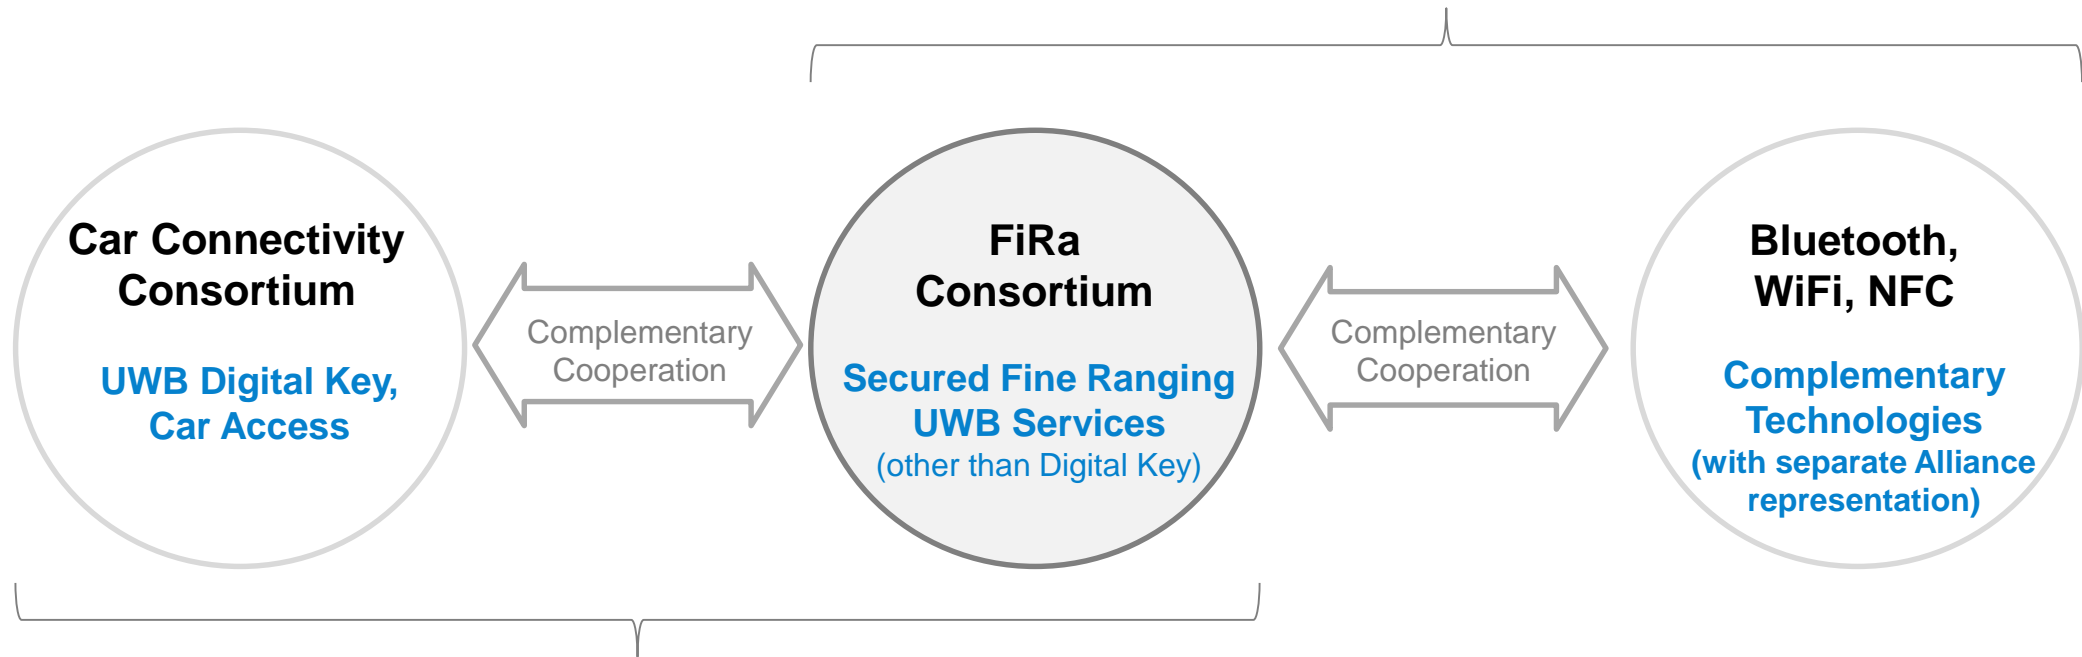 Car Connectivity
Consortium
UWB Digital Key,
Car Access
Complementary
Cooperation
FiRa
Consortium
Secured Fine Ranging
UWB Services
(other than Digital Key)
Complementary
Cooperation
Bluetooth,
WiFi, NFC
Complementary
Technologies
(with separate Alliance
representation)